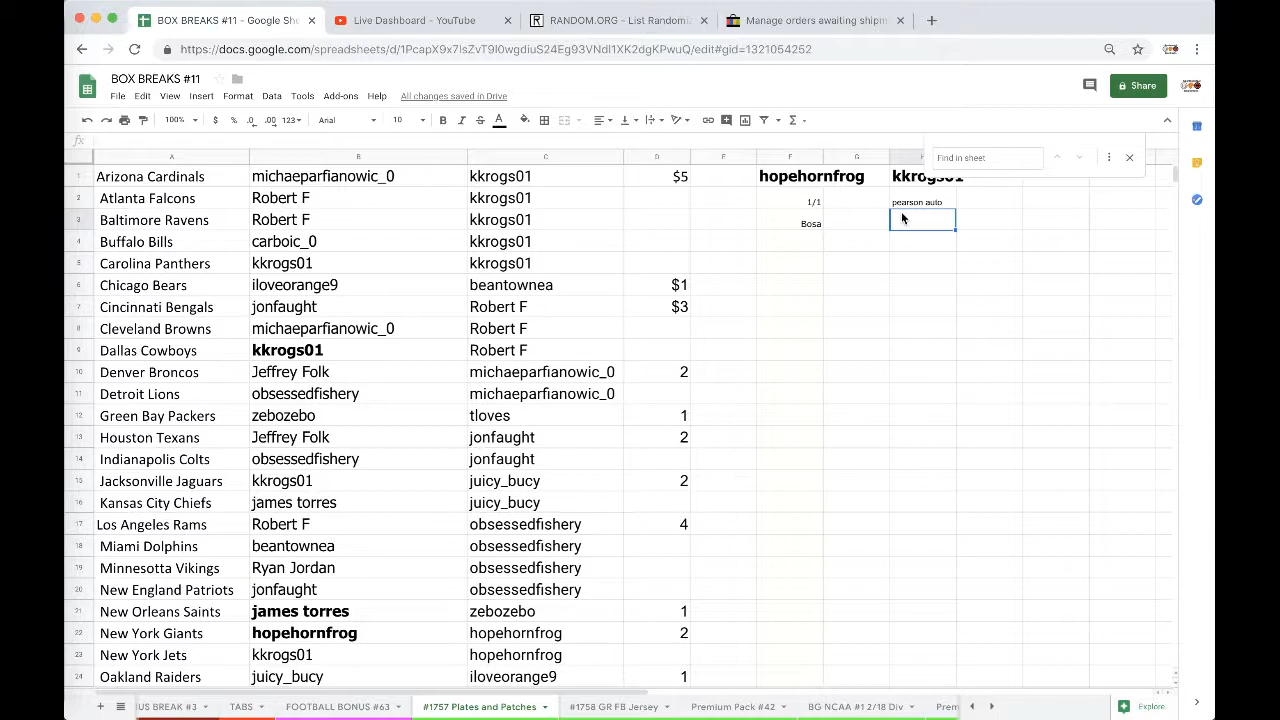 BOX BREAKS #11 - Google She
Live Dashboard - YouTube
RANDOM.ORG - List Randomiz
Manage orders awaiting shipm
https://docs.google.com/spreadsheets/d/1PcapX9x7lsZvT9I0wgdiuS24Eg93VNdl1XK2dgKPwuQ/edit#gid=1321054252
BOX BREAKS #11
File Edit View Insert Format Data Tools Add-ons Help All changes saved in Drive
Share
100% $ % .0 .00 123 Arial 10 B I S A
fx
Find in sheet
A B C D E F G
1 Arizona Cardinals michaeparfianowic_0 kkrogs01 $5 hopehornfrog kkrogs01
2 Atlanta Falcons Robert F kkrogs01 1/1 pearson auto
3 Baltimore Ravens Robert F kkrogs01 Bosa
4 Buffalo Bills carboic_0 kkrogs01
5 Carolina Panthers kkrogs01 kkrogs01
6 Chicago Bears iloveorange9 beantownea $1
7 Cincinnati Bengals jonfaught Robert F $3
8 Cleveland Browns michaeparfianowic_0 Robert F
9 Dallas Cowboys kkrogs01 Robert F
10 Denver Broncos Jeffrey Folk michaeparfianowic_0 2
11 Detroit Lions obsessedfishery michaeparfianowic_0
12 Green Bay Packers zebozebo tloves 1
13 Houston Texans Jeffrey Folk jonfaught 2
14 Indianapolis Colts obsessedfishery jonfaught
15 Jacksonville Jaguars kkrogs01 juicy_bucy 2
16 Kansas City Chiefs james torres juicy_bucy
17 Los Angeles Rams Robert F obsessedfishery 4
18 Miami Dolphins beantownea obsessedfishery
19 Minnesotta Vikings Ryan Jordan obsessedfishery
20 New England Patriots jonfaught obsessedfishery
21 New Orleans Saints james torres zebozebo 1
22 New York Giants hopehornfrog hopehornfrog 2
23 New York Jets kkrogs01 hopehornfrog
24 Oakland Raiders juicy_bucy iloveorange9 1
US BREAK #3 TABS FOOTBALL BONUS #63 #1757 Plates and Patches #1758 GR FB Jersey Premium Pack #42 BG NCAA #1 2/18 Div Prem Explore